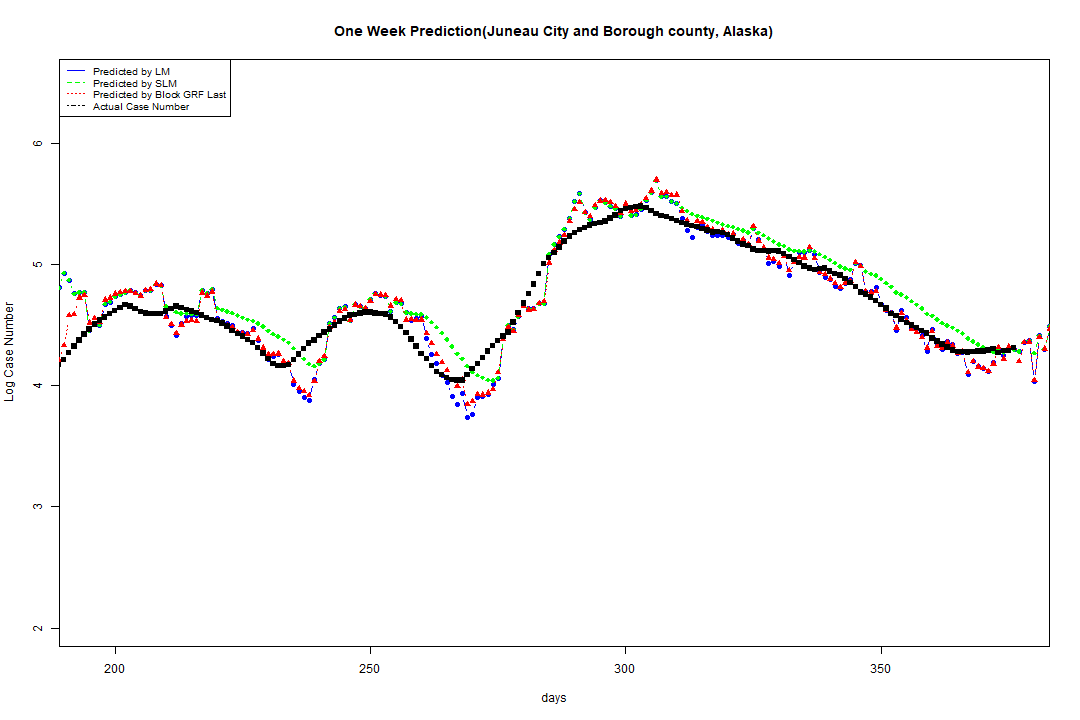 One Week Prediction(Juneau City and Borough county, Alaska)
Predicted by LM
Predicted by SLM
Predicted by Block GRF Last
Actual Case Number
6
5
4
3
2
Log Case Number
200 250 300 350
days